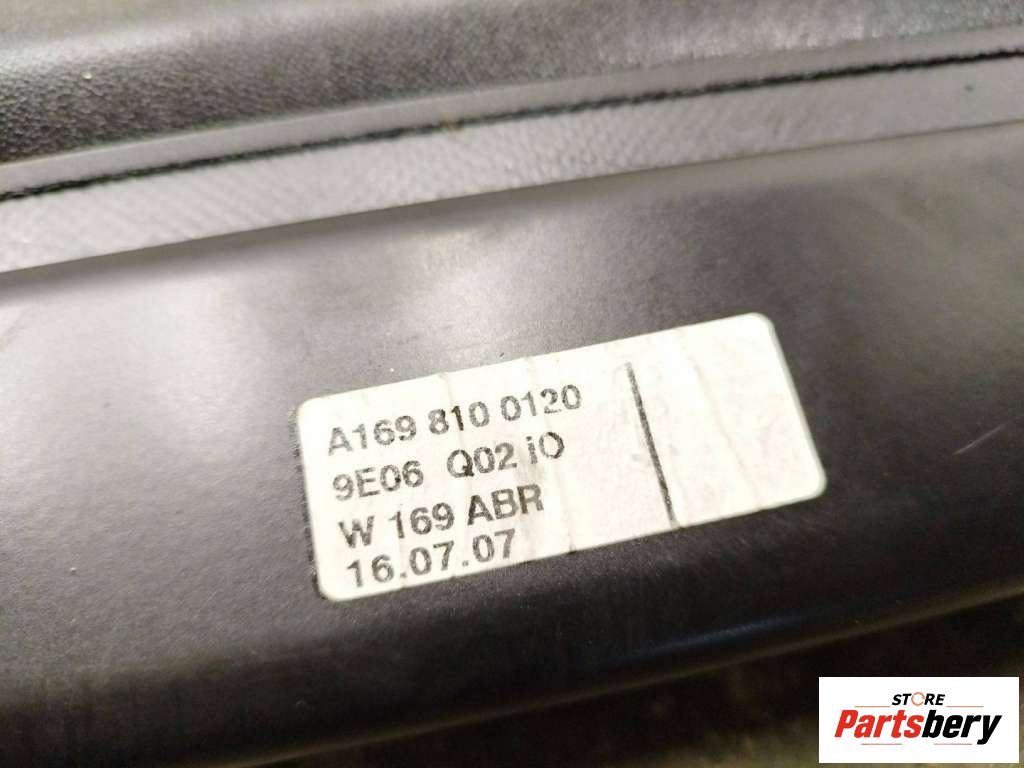 A169 810 0120
9E06 Q02 iO
W 169 ABR
16.07.07
STORE
Partsbery